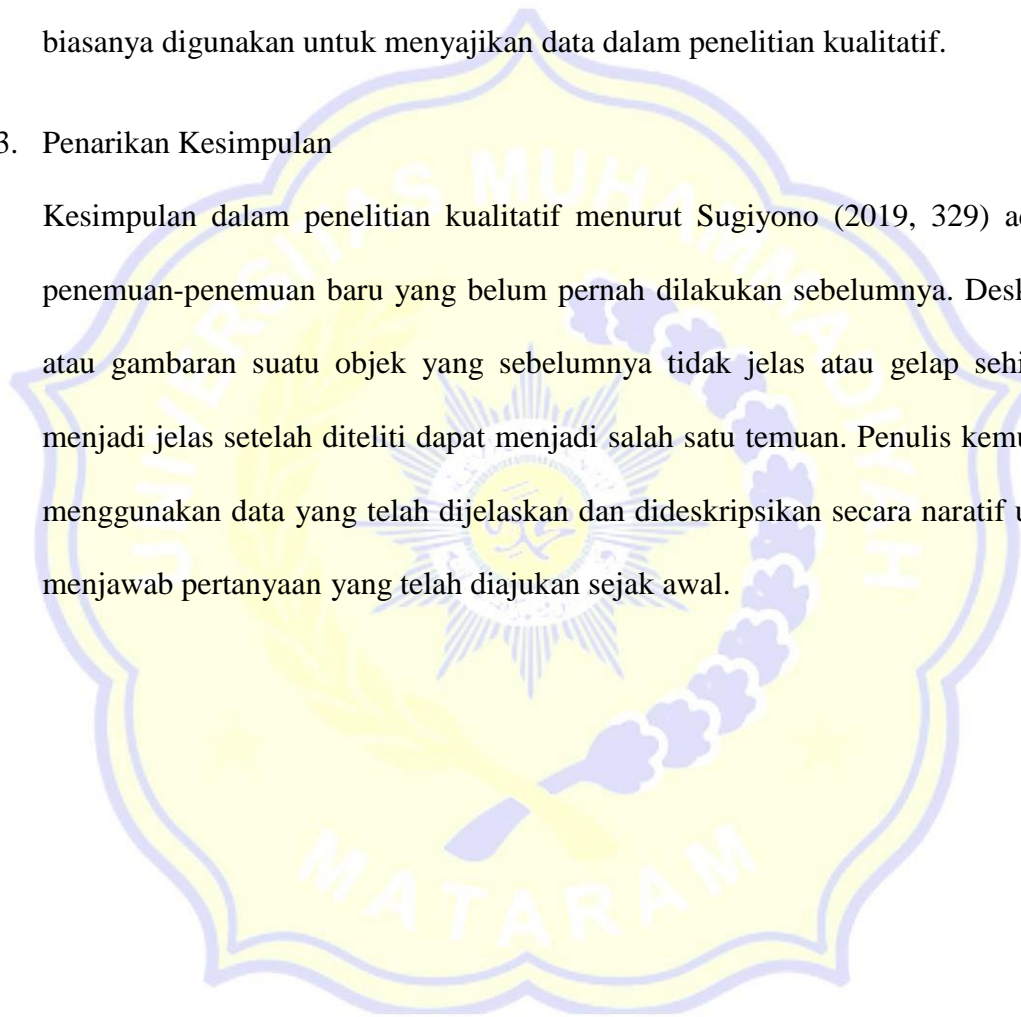 biasanya digunakan untuk menyajikan data dalam penelitian kualitatif.
3. Penarikan Kesimpulan
Kesimpulan dalam penelitian kualitatif menurut Sugiyono (2019, 329)
penemuan-penemuan baru yang belum pernah dilakukan sebelumnya.
atau gambaran suatu objek yang sebelumnya tidak jelas atau gelap
menjadi jelas setelah diteliti dapat menjadi salah satu temuan. Penulis
menggunakan data yang telah dijelaskan dan dideskripsikan secara naratif
menjawab pertanyaan yang telah diajukan sejak awal.
UNIVERSITAS MUHAMMADIYAH
MATARAM